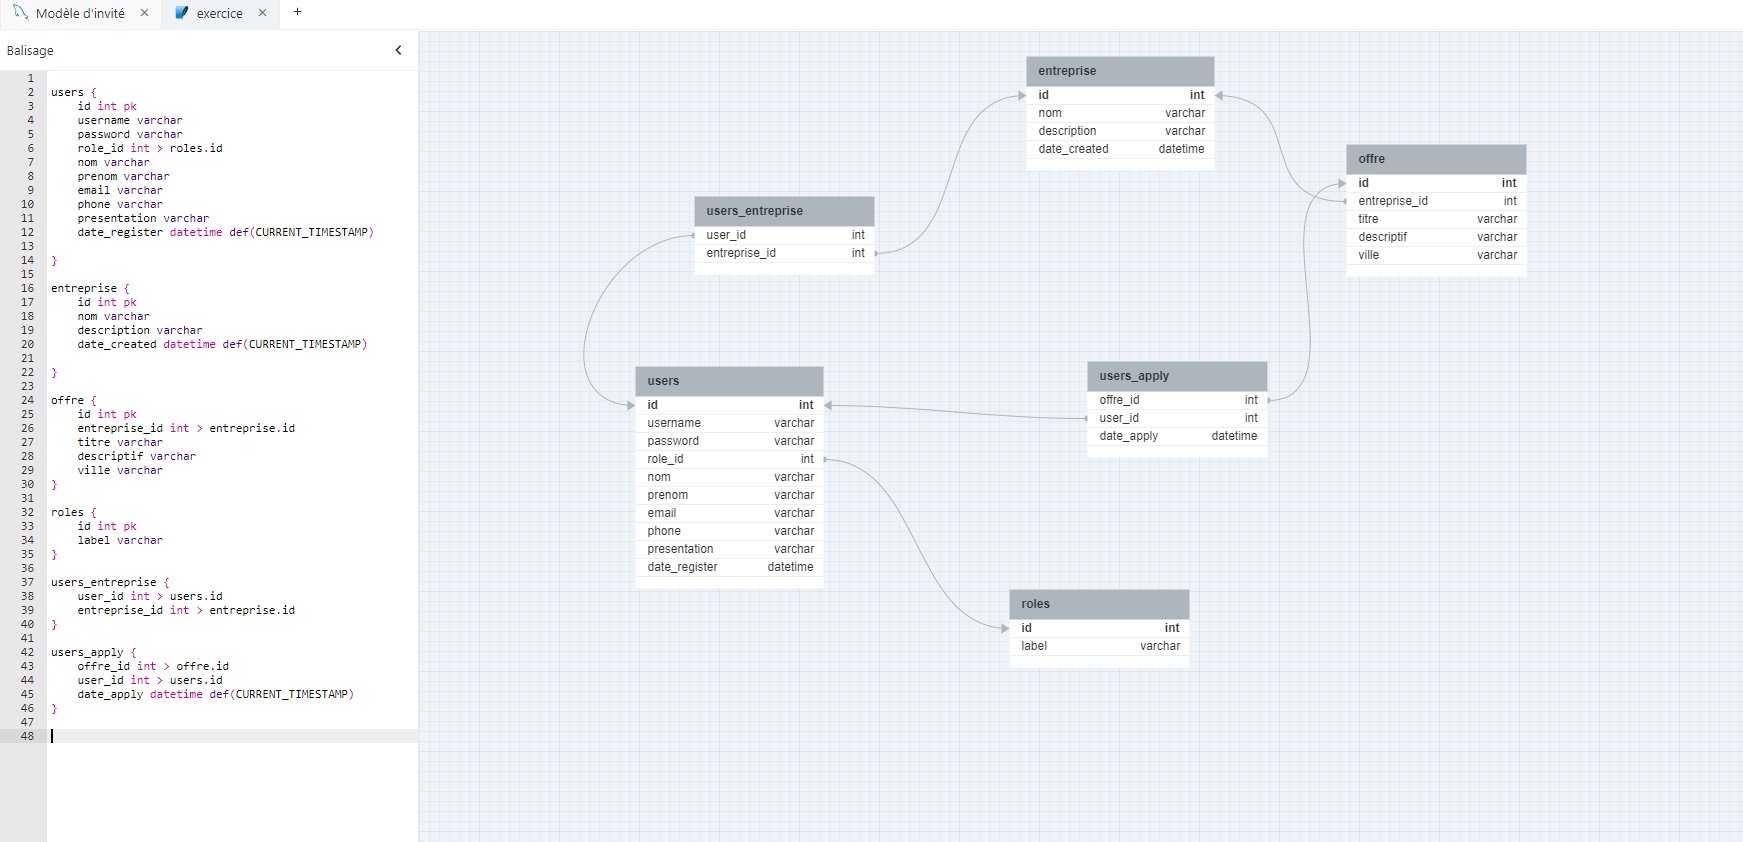 Modèle d'invité × exercice × +
Balisage
1
2 users {
3 id int pk
4 username varchar
5 password varchar
6 role_id int > roles.id
7 nom varchar
8 prenom varchar
9 email varchar
10 phone varchar
11 presentation varchar
12 date_register datetime def(CURRENT_TIMESTAMP)
13
14 }
15
16 entreprise {
17 id int pk
18 nom varchar
19 description varchar
20 date_created datetime def(CURRENT_TIMESTAMP)
21
22 }
23
24 offre {
25 id int pk
26 entreprise_id int > entreprise.id
27 titre varchar
28 descriptif varchar
29 ville varchar
30 }
31
32 roles {
33 id int pk
34 label varchar
35 }
36
37 users_entreprise {
38 user_id int > users.id
39 entreprise_id int > entreprise.id
40 }
41
42 users_apply {
43 offre_id int > offre.id
44 user_id int > users.id
45 date_apply datetime def(CURRENT_TIMESTAMP)
46 }
47
48
entreprise
id int
nom varchar
description varchar
date_created datetime
offre
id int
entreprise_id int
titre varchar
descriptif varchar
ville varchar
users_entreprise
user_id int
entreprise_id int
users
id int
username varchar
password varchar
role_id int
nom varchar
prenom varchar
email varchar
phone varchar
presentation varchar
date_register datetime
users_apply
offre_id int
user_id int
date_apply datetime
roles
id int
label varchar